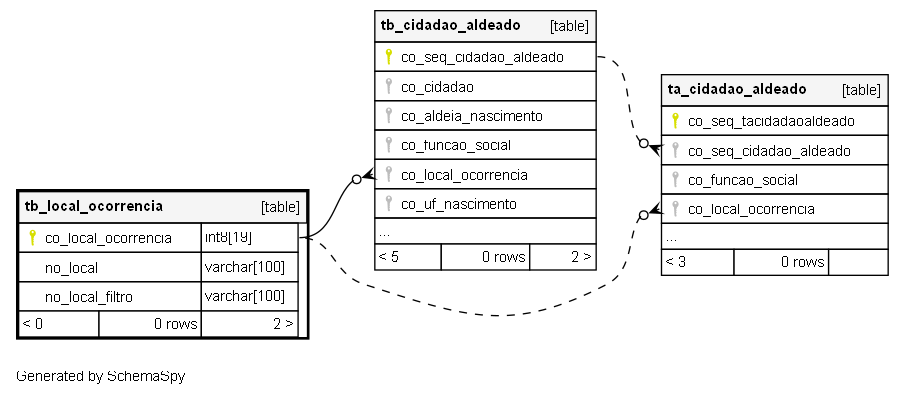 tb_cidadao_aldeado [table]
co_seq_cidadao_aldeado
co_cidadao
co_aldeia_nascimento
co_funcao_social
co_local_ocorrencia
co_uf_nascimento
...
< 5 0 rows 2 >
ta_cidadao_aldeado [table]
co_seq_tacidadaoaldeado
co_seq_cidadao_aldeado
co_funcao_social
co_local_ocorrencia
...
< 3 0 rows
tb_local_ocorrencia [table]
co_local_ocorrencia int8[19]
no_local varchar[100]
no_local_filtro varchar[100]
< 0 0 rows 2 >
Generated by SchemaSpy